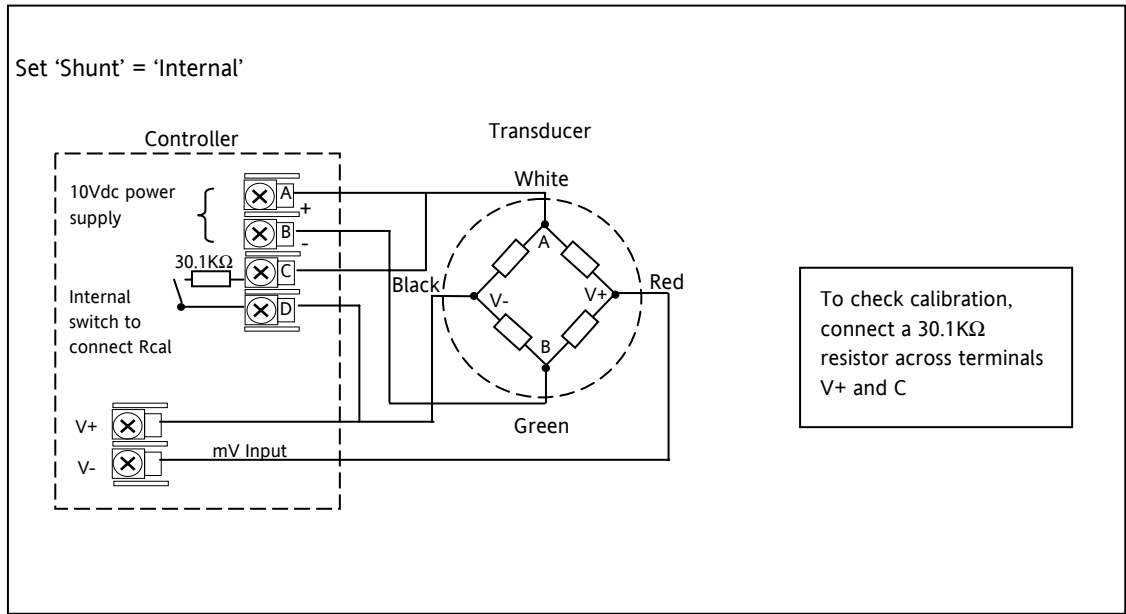 Set ‘Shunt’ = ‘Internal’
Controller
Transducer
10Vdc power
supply
A
+
B
-
30.1KΩ
C
D
Internal
switch to
connect Rcal
V+
V-
mV Input
White
A
Black
V-
V+
Red
B
Green
To check calibration,
connect a 30.1KΩ
resistor across terminals
V+ and C